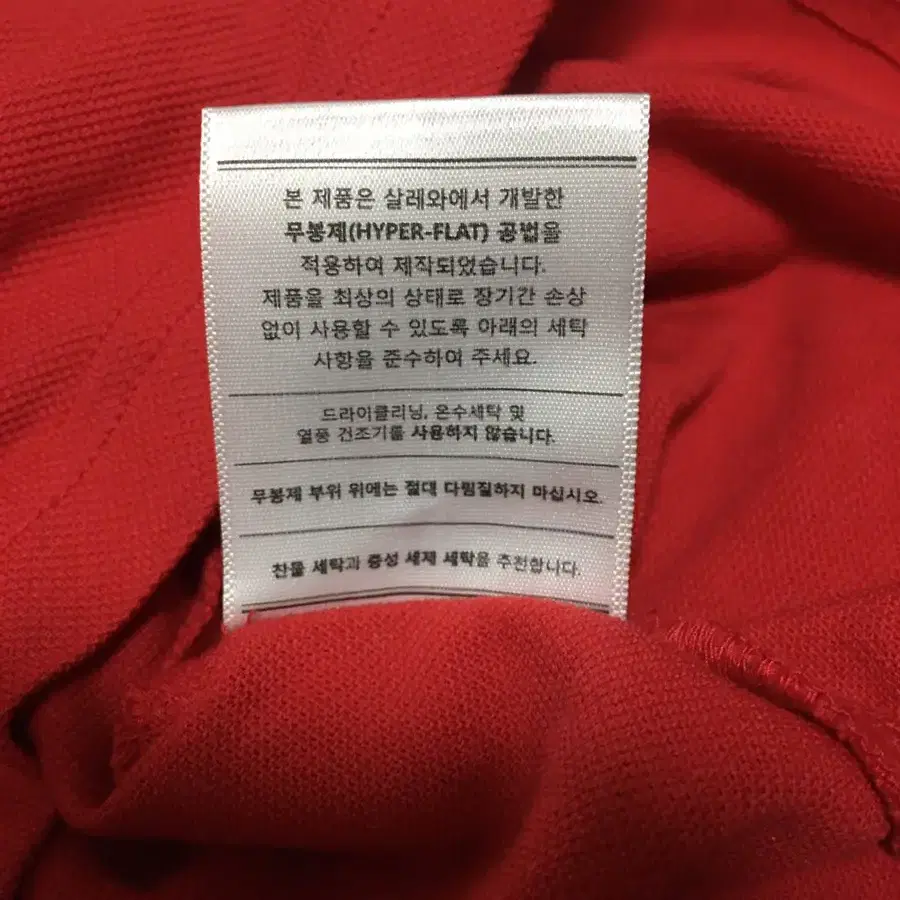 본 제품은 살레와에서 개발한
무봉제(HYPER-FLAT) 공법을
적용하여 제작되었습니다.
제품을 최상의 상태로 장기간 손상
없이 사용할 수 있도록 아래의 세탁
사항을 준수하여 주세요.
드라이클리닝, 온수세탁 및
열풍 건조기를 사용하지 않습니다.
무봉제 부위 위에는 절대 다림질하지 마십시오.
찬물 세탁과 중성 세제 세탁을 추천합니다.